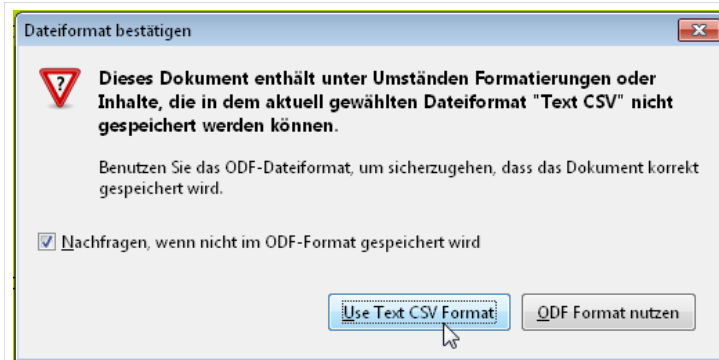 Dateiformat bestätigen
Dieses Dokument enthält unter Umständen Formatierungen oder
Inhalte, die in dem aktuell gewählten Dateiformat "Text CSV" nicht
gespeichert werden können.
Benutzen Sie das ODF-Dateiformat, um sicherzugehen, dass das Dokument korrekt
gespeichert wird.
Nachfragen, wenn nicht im ODF-Format gespeichert wird
Use Text CSV Format
ODF Format nutzen